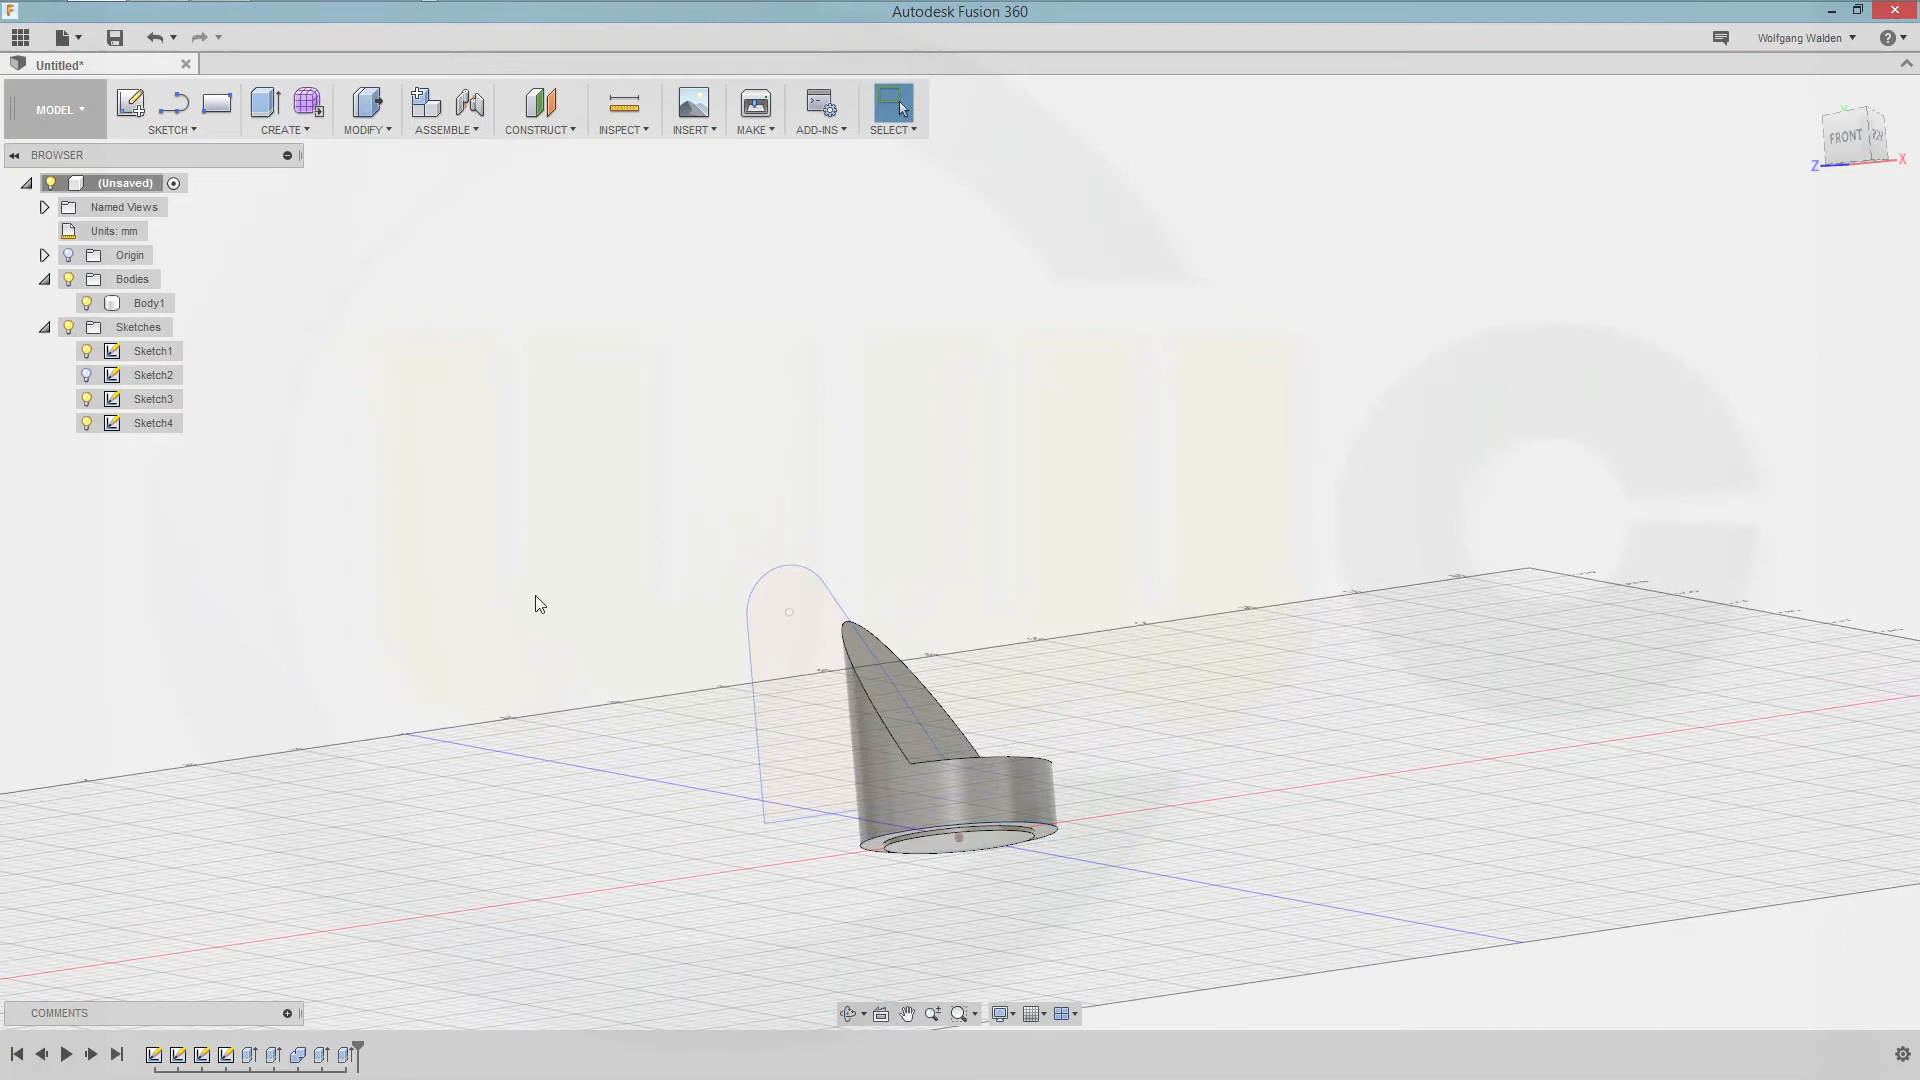 Autodesk Fusion 360
Wolfgang Walden
Untitled*
MODEL
SKETCH
CREATE
MODIFY
ASSEMBLE
CONSTRUCT
INSPECT
INSERT
MAKE
ADD-INS
SELECT
BROWSER
(Unsaved)
Named Views
Units: mm
Origin
Bodies
Body1
Sketches
Sketch1
Sketch2
Sketch3
Sketch4
FRONT
Z
X
COMMENTS